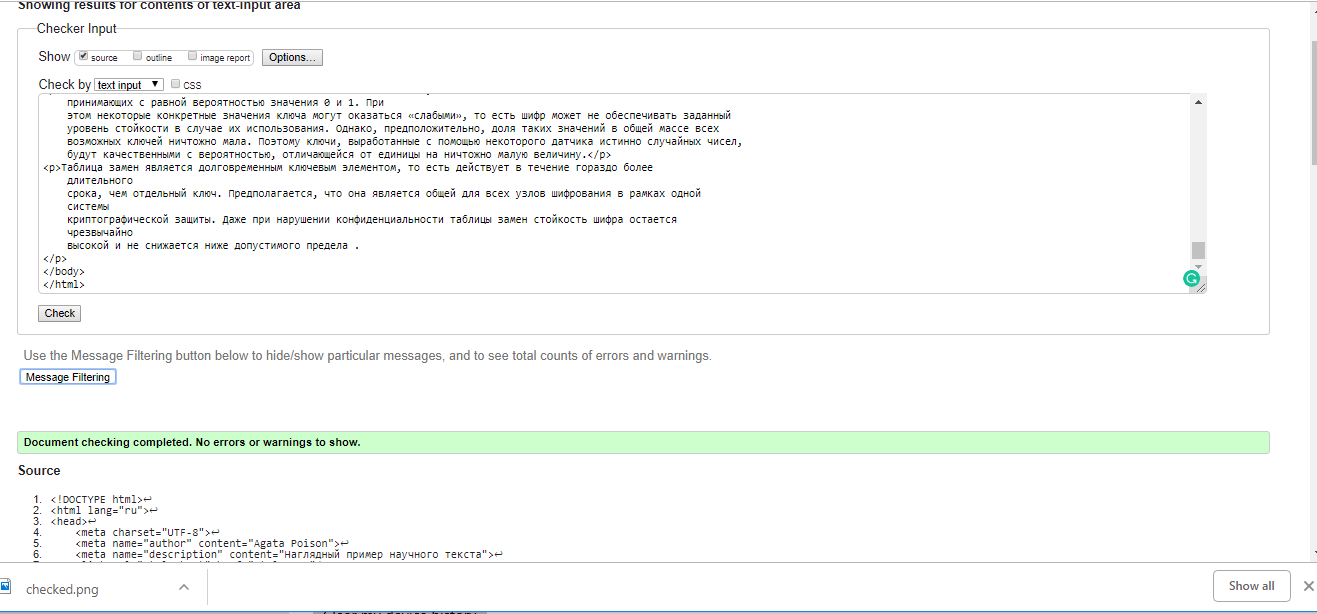 Showing results for contents of text-input area
Checker Input
Show source outline image report Options...
Check by text input css
принимающих с равной вероятностью значения 0 и 1. При
этом некоторые конкретные значения ключа могут оказаться «слабыми», то есть шифр может не обеспечивать заданный
уровень стойкости в случае их использования. Однако, предположительно, доля таких значений в общей массе всех
возможных ключей ничтожно мала. Поэтому ключи, выработанные с помощью некоторого датчика истинно случайных чисел,
будут качественными с вероятностью, отличающейся от единицы на ничтожно малую величину.</p>
<p>Таблица замен является долговременным ключевым элементом, то есть действует в течение гораздо более
длительного
срока, чем отдельный ключ. Предполагается, что она является общей для всех узлов шифрования в рамках одной
системы
криптографической защиты. Даже при нарушении конфиденциальности таблицы замен стойкость шифра остается
чрезвычайно
высокой и не снижается ниже допустимого предела .
</p>
</body>
</html>
Check
Use the Message Filtering button below to hide/show particular messages, and to see total counts of errors and warnings.
Message Filtering
Document checking completed. No errors or warnings to show.
Source
1. <!DOCTYPE html>↩
2. <html lang="ru">↩
3. <head>↩
4. <meta charset="UTF-8">↩
5. <meta name="author" content="Agata Poison">↩
6. <meta name="description" content="Наглядный пример научного текста">↩
checked.png
Show all